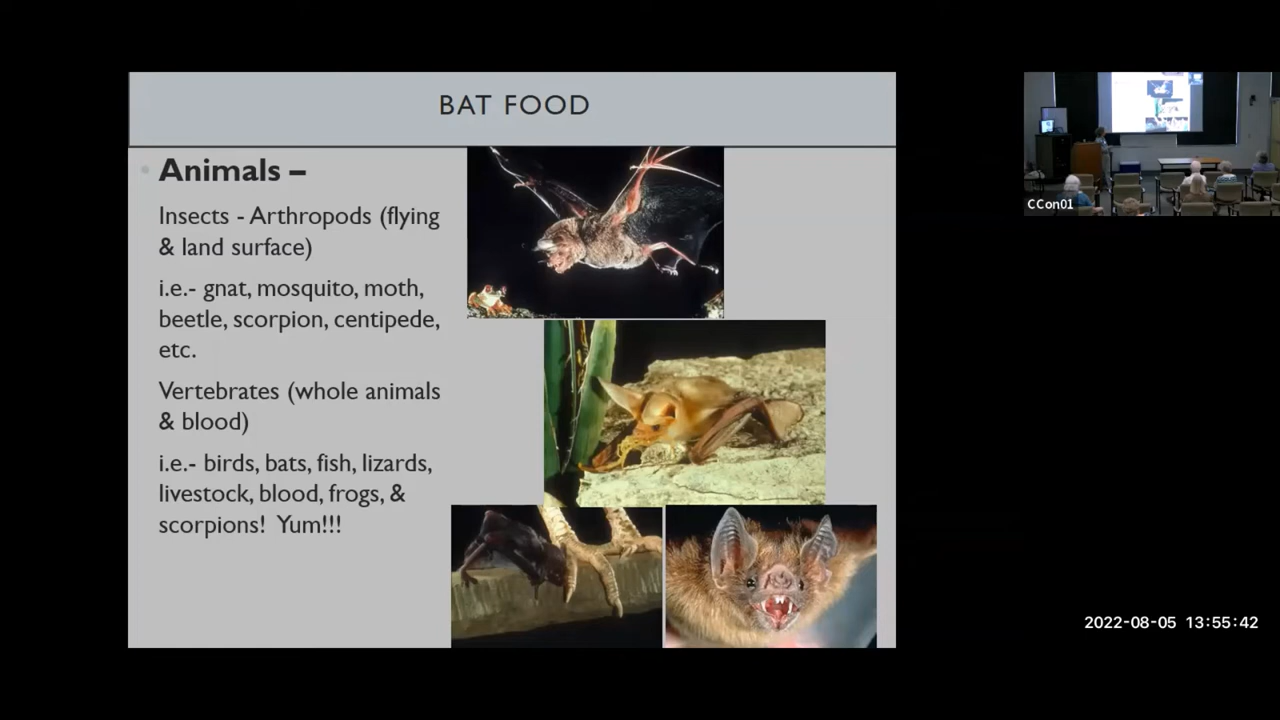 BAT FOOD
Animals –
Insects - Arthropods (flying
& land surface)
i.e.- gnat, mosquito, moth,
beetle, scorpion, centipede,
etc.
Vertebrates (whole animals
& blood)
i.e.- birds, bats, fish, lizards,
livestock, blood, frogs, &
scorpions! Yum!!!
CCon01
2022-08-05 13:55:42